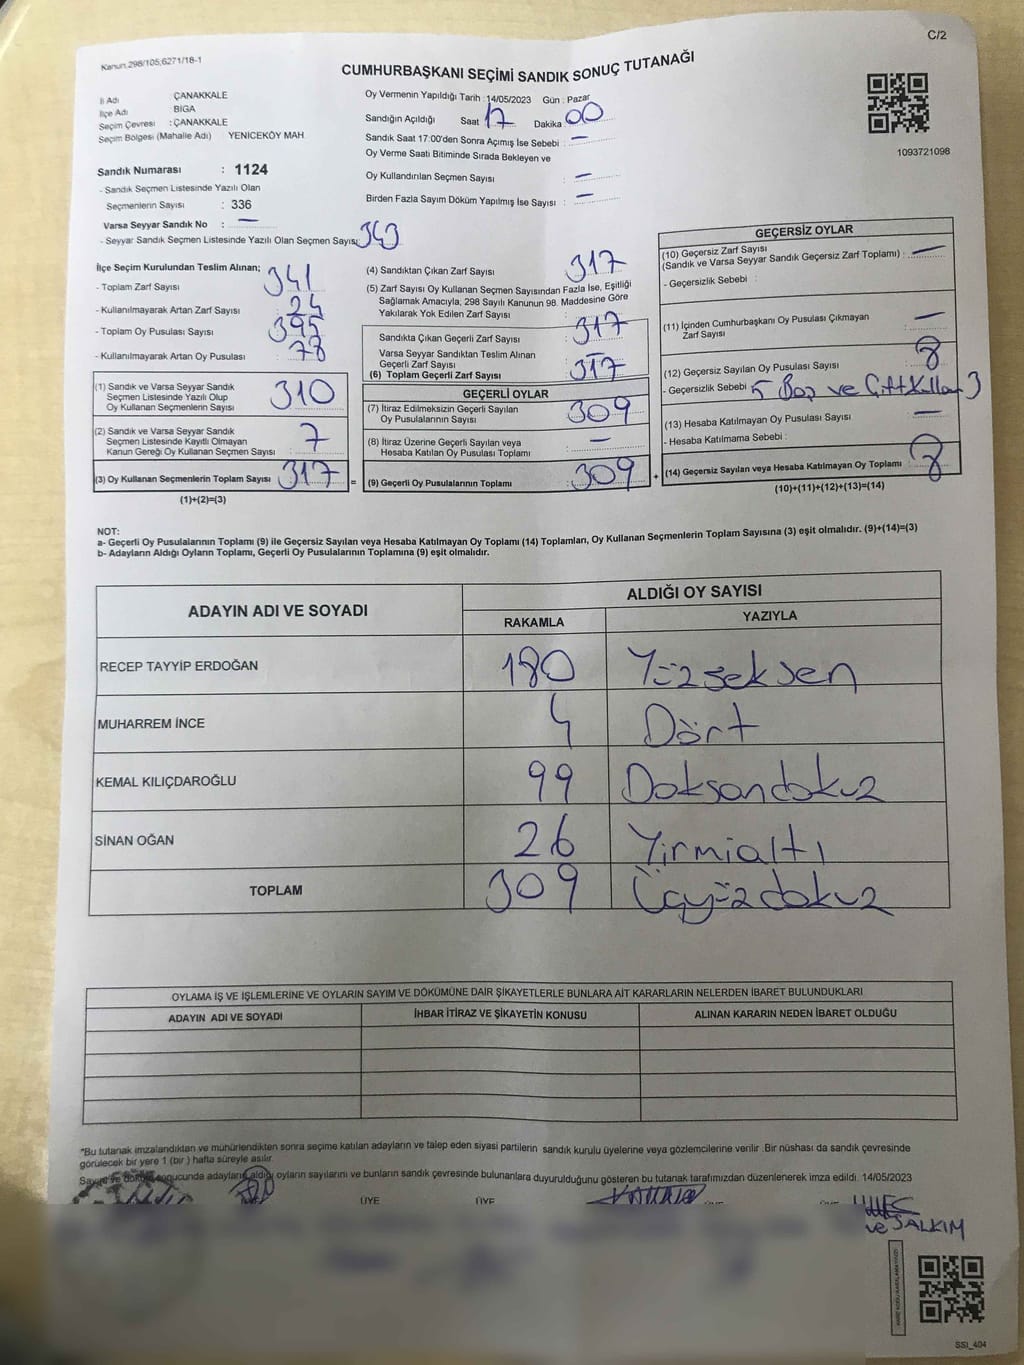 C/2
Kanun.298/105;6271/18-1
CUMHURBAŞKANI SEÇİMİ SANDIK SONUÇ TUTANAĞI
İl Adı ÇANAKKALE
İlçe Adı BİGA
Seçim Çevresi : ÇANAKKALE
Seçim Bölgesi (Mahalle Adı) YENİCEKÖY MAH
Sandık Numarası : 1124
- Sandık Seçmen Listesinde Yazılı Olan
Seçmenlerin Sayısı : 336
Varsa Seyyar Sandık No : —
- Seyyar Sandık Seçmen Listesinde Yazılı Olan Seçmen Sayısı: 343
Oy Vermenin Yapıldığı Tarih : 14/05/2023 Gün : Pazar
Sandığın Açıldığı Saat 17 Dakika 00
Sandık Saat 17:00'den Sonra Açımış İse Sebebi : —
Oy Verme Saati Bitiminde Sırada Bekleyen ve
Oy Kullandırılan Seçmen Sayısı : —
Birden Fazla Sayım Döküm Yapılmış İse Sayısı : —
1093721098
İlçe Seçim Kurulundan Teslim Alınan;
- Toplam Zarf Sayısı : 341
- Kullanılmayarak Artan Zarf Sayısı : 24
- Toplam Oy Pusulası Sayısı : 395
- Kullanılmayarak Artan Oy Pusulası : 78
(1) Sandık ve Varsa Seyyar Sandık
Seçmen Listesinde Yazılı Olup
Oy Kullanan Seçmenlerin Sayısı : 310
(2) Sandık ve Varsa Seyyar Sandık
Seçmen Listesinde Kayıtlı Olmayan
Kanun Gereği Oy Kullanan Seçmen Sayısı : 7
(3) Oy Kullanan Seçmenlerin Toplam Sayısı : 317
(1)+(2)=(3)
(4) Sandıktan Çıkan Zarf Sayısı : 317
(5) Zarf Sayısı Oy Kullanan Seçmen Sayısından Fazla İse, Eşitliği
Sağlamak Amacıyla, 298 Sayılı Kanunun 98. Maddesine Göre
Yakılarak Yok Edilen Zarf Sayısı :
Sandıkta Çıkan Geçerli Zarf Sayısı : 317
Varsa Seyyar Sandıktan Teslim Alınan
Geçerli Zarf Sayısı : —
(6) Toplam Geçerli Zarf Sayısı : 317
GEÇERLİ OYLAR
(7) İtiraz Edilmeksizin Geçerli Sayılan
Oy Pusulalarının Sayısı : 309
(8) İtiraz Üzerine Geçerli Sayılan veya
Hesaba Katılan Oy Pusulası Toplamı : —
= (9) Geçerli Oy Pusulalarının Toplamı : 309 +
GEÇERSİZ OYLAR
(10) Geçersiz Zarf Sayısı
(Sandık ve Varsa Seyyar Sandık Geçersiz Zarf Toplamı) : —
- Geçersizlik Sebebi :
(11) İçinden Cumhurbaşkanı Oy Pusulası Çıkmayan
Zarf Sayısı : —
(12) Geçersiz Sayılan Oy Pusulası Sayısı : 8
- Geçersizlik Sebebi 5 Boş ve Çift Kullan 3
(13) Hesaba Katılmayan Oy Pusulası Sayısı : —
- Hesaba Katılmama Sebebi :
(14) Geçersiz Sayılan veya Hesaba Katılmayan Oy Toplamı : 8
(10)+(11)+(12)+(13)=(14)
NOT:
a- Geçerli Oy Pusulalarının Toplamı (9) ile Geçersiz Sayılan veya Hesaba Katılmayan Oy Toplamı (14) Toplamları, Oy Kullanan Seçmenlerin Toplam Sayısına (3) eşit olmalıdır. (9)+(14)=(3)
b- Adayların Aldığı Oyların Toplamı, Geçerli Oy Pusulalarının Toplamına (9) eşit olmalıdır.
ADAYIN ADI VE SOYADI
ALDIĞI OY SAYISI
RAKAMLA YAZIYLA
RECEP TAYYİP ERDOĞAN 180 Yüzseksen
MUHARREM İNCE 4 Dört
KEMAL KILIÇDAROĞLU 99 Doksandokuz
SİNAN OĞAN 26 Yirmialtı
TOPLAM 309 Üçyüzdokuz
OYLAMA İŞ VE İŞLEMLERİNE VE OYLARIN SAYIM VE DÖKÜMÜNE DAİR ŞİKAYETLERLE BUNLARA AİT KARARLARIN NELERDEN İBARET BULUNDUKLARI
ADAYIN ADI VE SOYADI İHBAR İTİRAZ VE ŞİKAYETİN KONUSU ALINAN KARARIN NEDEN İBARET OLDUĞU
"Bu tutanak imzalandıktan ve mühürlendikten sonra seçime katılan adayların ve talep eden siyasi partilerin sandık kurulu üyelerine veya gözlemcilerine verilir. Bir nüshası da sandık çevresinde
görülecek bir yere 1 (bir) hafta süreyle asılır.
Sayım ve döküm sonucunda adayların aldığı oyların sayılarını ve bunların sandık çevresinde bulunanlara duyurulduğunu gösteren bu tutanak tarafımızdan düzenlenerek imza edildi. 14/05/2023
ÜYE ÜYE
ve SALKIM
SSI_404